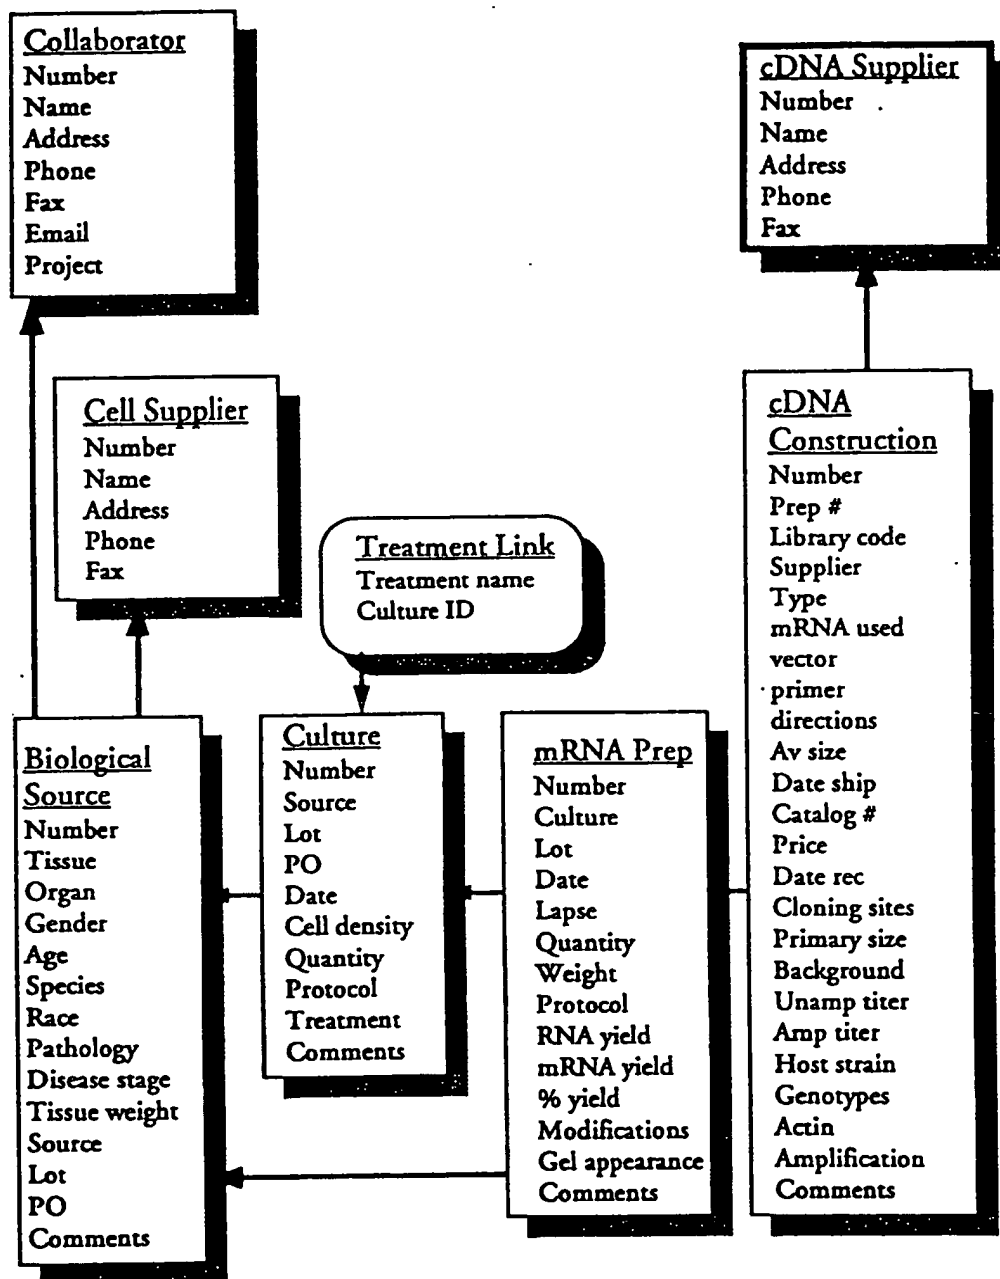 Collaborator
Number
Name
Address
Phone
Fax
Email
Project
cDNA Supplier
Number
Name
Address
Phone
Fax
Cell Supplier
Number
Name
Address
Phone
Fax
Treatment Link
Treatment name
Culture ID
Biological
Source
Number
Tissue
Organ
Gender
Age
Species
Race
Pathology
Disease stage
Tissue weight
Source
Lot
PO
Comments
Culture
Number
Source
Lot
PO
Date
Cell density
Quantity
Protocol
Treatment
Comments
mRNA Prep
Number
Culture
Lot
Date
Lapse
Quantity
Weight
Protocol
RNA yield
mRNA yield
% yield
Modifications
Gel appearance
Comments
cDNA
Construction
Number
Prep #
Library code
Supplier
Type
mRNA used
vector
primer
directions
Av size
Date ship
Catalog #
Price
Date rec
Cloning sites
Primary size
Background
Unamp titer
Amp titer
Host strain
Genotypes
Actin
Amplification
Comments